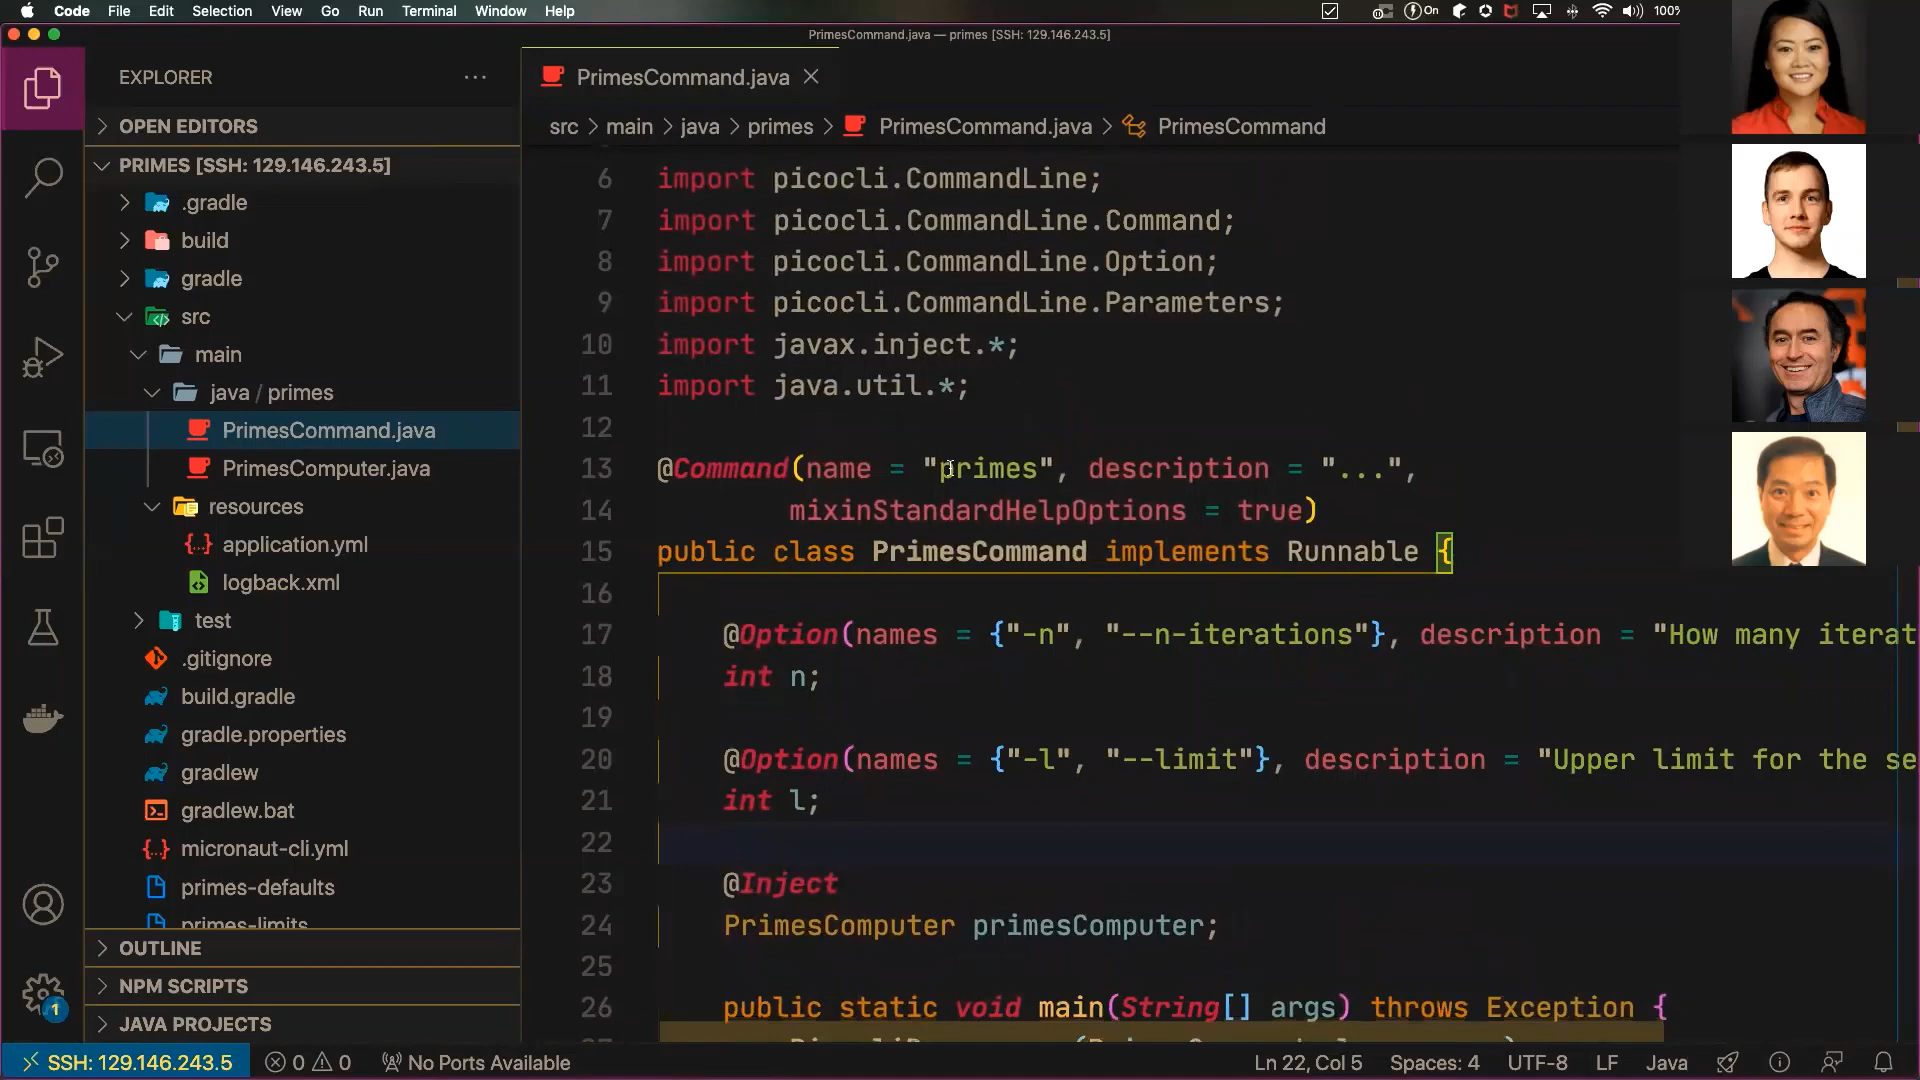 Code File Edit Selection View Go Run Terminal Window Help On 100%
PrimesCommand.java — primes [SSH: 129.146.243.5]
EXPLORER
OPEN EDITORS
PRIMES [SSH: 129.146.243.5]
.gradle
build
gradle
src
main
java / primes
PrimesCommand.java
PrimesComputer.java
resources
application.yml
logback.xml
test
.gitignore
build.gradle
gradle.properties
gradlew
gradlew.bat
micronaut-cli.yml
primes-defaults
primes-limits
OUTLINE
NPM SCRIPTS
JAVA PROJECTS
PrimesCommand.java
src > main > java > primes > PrimesCommand.java > PrimesCommand
6 import picocli.CommandLine;
7 import picocli.CommandLine.Command;
8 import picocli.CommandLine.Option;
9 import picocli.CommandLine.Parameters;
10 import javax.inject.*;
11 import java.util.*;
12
13 @Command(name = "primes", description = "...",
14 mixinStandardHelpOptions = true)
15 public class PrimesCommand implements Runnable {
16
17 @Option(names = {"-n", "--n-iterations"}, description = "How many iterat
18 int n;
19
20 @Option(names = {"-l", "--limit"}, description = "Upper limit for the se
21 int l;
22
23 @Inject
24 PrimesComputer primesComputer;
25
26 public static void main(String[] args) throws Exception {
1
SSH: 129.146.243.5 0 0 No Ports Available Ln 22, Col 5 Spaces: 4 UTF-8 LF Java